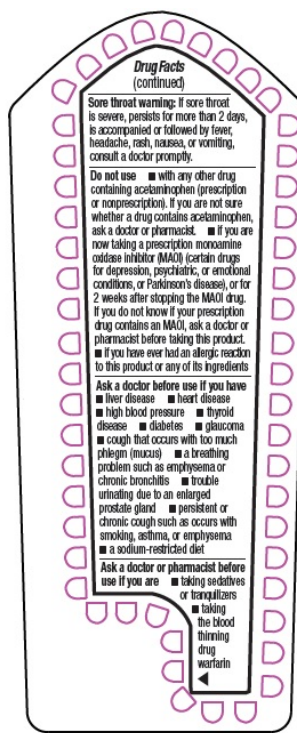 Drug Facts
(continued)
Sore throat warning: If sore throat
is severe, persists for more than 2 days,
is accompanied or followed by fever,
headache, rash, nausea, or vomiting,
consult a doctor promptly.
Do not use ■ with any other drug
containing acetaminophen (prescription
or nonprescription). If you are not sure
whether a drug contains acetaminophen,
ask a doctor or pharmacist. ■ if you are
now taking a prescription monoamine
oxidase inhibitor (MAOI) (certain drugs
for depression, psychiatric, or emotional
conditions, or Parkinson's disease), or for
2 weeks after stopping the MAOI drug.
If you do not know if your prescription
drug contains an MAOI, ask a doctor or
pharmacist before taking this product.
■ if you have ever had an allergic reaction
to this product or any of its ingredients
Ask a doctor before use if you have
■ liver disease ■ heart disease
■ high blood pressure ■ thyroid
disease ■ diabetes ■ glaucoma
■ cough that occurs with too much
phlegm (mucus) ■ a breathing
problem such as emphysema or
chronic bronchitis ■ trouble
urinating due to an enlarged
prostate gland ■ persistent or
chronic cough such as occurs with
smoking, asthma, or emphysema
■ a sodium-restricted diet
Ask a doctor or pharmacist before
use if you are ■ taking sedatives
or tranquilizers
■ taking
the blood
thinning
drug
warfarin